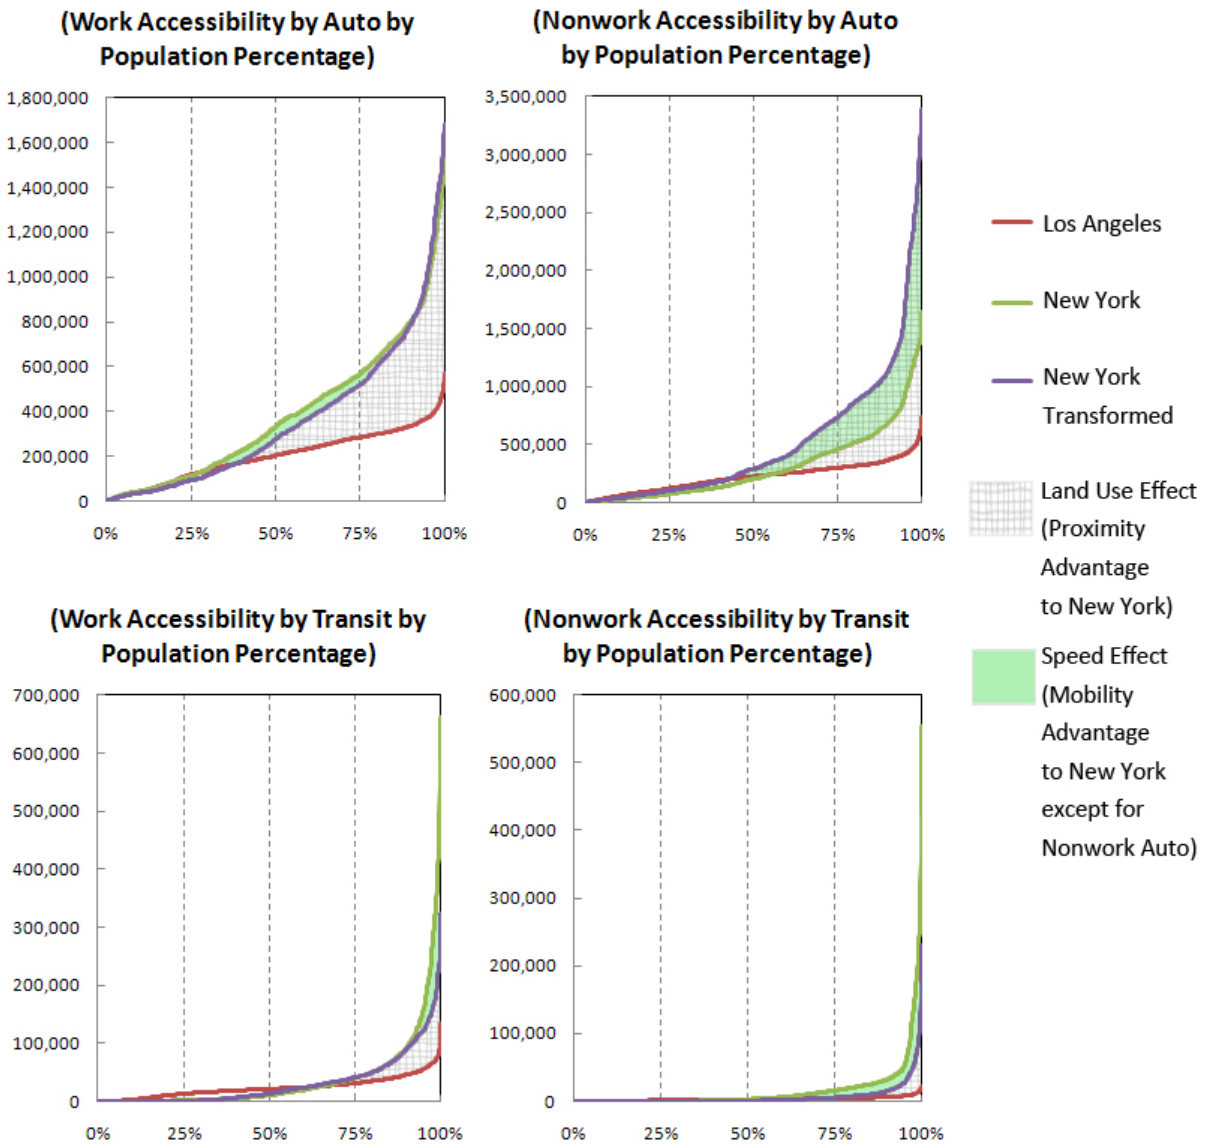 (Work Accessibility by Auto by
Population Percentage)
1,800,000
1,600,000
1,400,000
1,200,000
1,000,000
800,000
600,000
400,000
200,000
0
0%
25%
50%
75%
100%
(Nonwork Accessibility by Auto
by Population Percentage)
3,500,000
3,000,000
2,500,000
2,000,000
1,500,000
1,000,000
500,000
0
0%
25%
50%
75%
100%
(Work Accessibility by Transit by
Population Percentage)
700,000
600,000
500,000
400,000
300,000
200,000
100,000
0
0%
25%
50%
75%
100%
(Nonwork Accessibility by Transit
by Population Percentage)
600,000
500,000
400,000
300,000
200,000
100,000
0
0%
25%
50%
75%
100%
Los Angeles
New York
New York
Transformed
Land Use Effect
(Proximity
Advantage
to New York)
Speed Effect
(Mobility
Advantage
to New York
except for
Nonwork Auto)